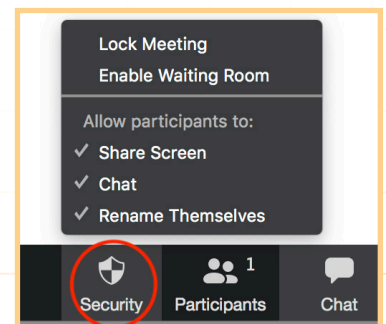 Lock Meeting
Enable Waiting Room
Allow participants to:
✓ Share Screen
✓ Chat
✓ Rename Themselves
1
Security Participants Chat